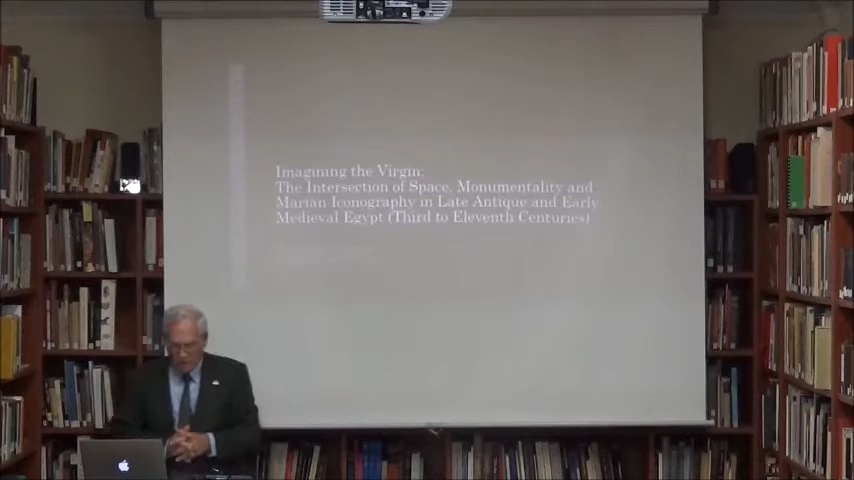 Imagining the Virgin:
The Intersection of Space, Monumentality and
Marian Iconography in Late Antique and Early
Medieval Egypt (Third to Eleventh Centuries)